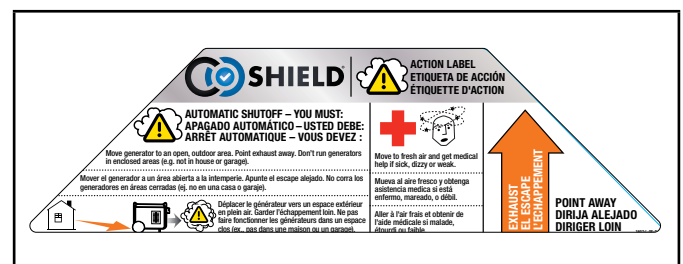 CO SHIELD®
ACTION LABEL
ETIQUETA DE ACCIÓN
ÉTIQUETTE D'ACTION
AUTOMATIC SHUTOFF – YOU MUST:
APAGADO AUTOMÁTICO – USTED DEBE:
ARRÊT AUTOMATIQUE – VOUS DEVEZ :
Move generator to an open, outdoor area. Point exhaust away. Don't run generators
in enclosed areas (e.g. not in house or garage).
Mover el generador a un área abierta a la intemperie. Apunte el escape alejado. No corra los
generadores en áreas cerradas (ej. no en una casa o garaje).
Déplacer le générateur vers un espace extérieur
en plein air. Garder l'échappement loin. Ne pas
faire fonctionner les générateurs dans un espace
clos (ex., pas dans une maison ou un garage).
Move to fresh air and get medical
help if sick, dizzy or weak.
Mueva al aire fresco y obtenga
asistencia medica si está
enfermo, mareado, o débil.
Aller à l'air frais et obtenir de
l'aide médicale si malade,
étourdi ou faible.
EXHAUST
EL ESCAPE
L'ÉCHAPPEMENT
POINT AWAY
DIRIJA ALEJADO
DIRIGER LOIN